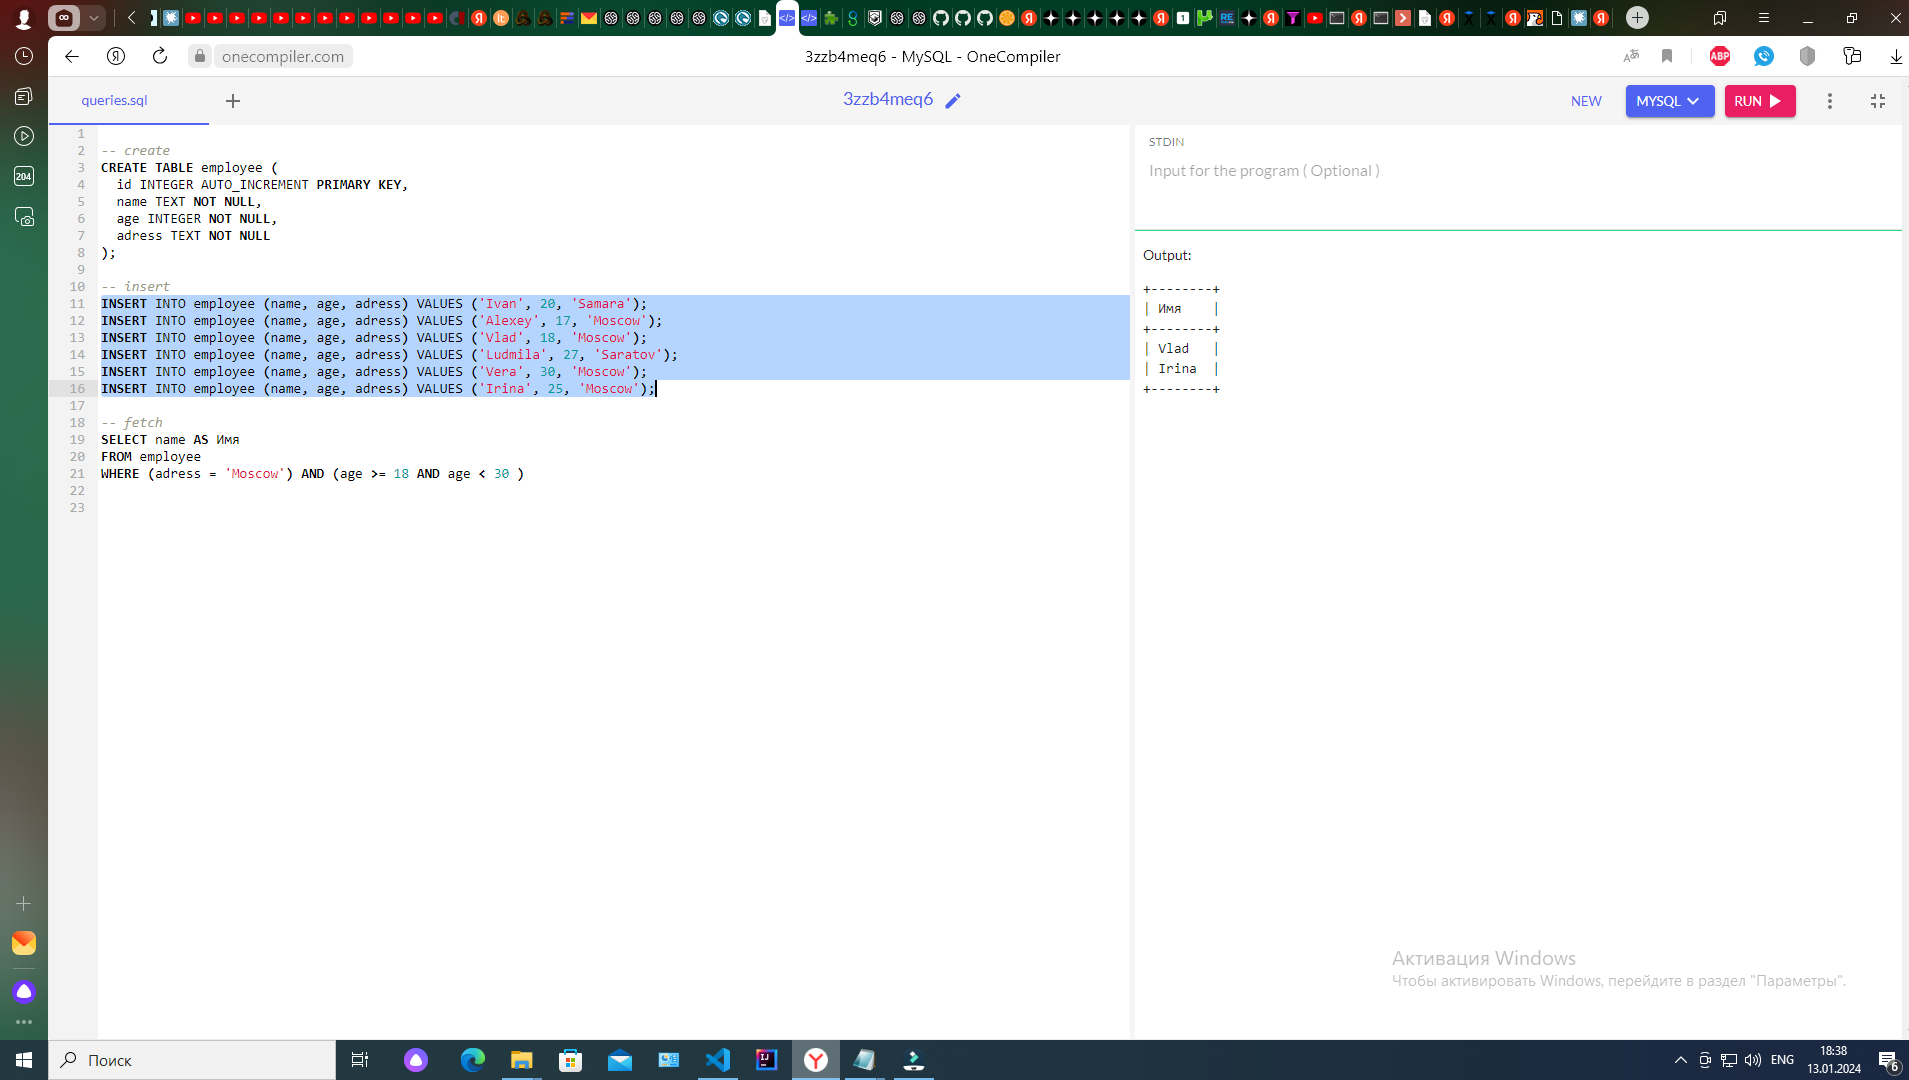 onecompiler.com
3zzb4meq6 - MySQL - OneCompiler
ABP
204
queries.sql
3zzb4meq6
NEW
MYSQL
RUN
1
2 -- create
3 CREATE TABLE employee (
4 id INTEGER AUTO_INCREMENT PRIMARY KEY,
5 name TEXT NOT NULL,
6 age INTEGER NOT NULL,
7 adress TEXT NOT NULL
8 );
9
10 -- insert
11 INSERT INTO employee (name, age, adress) VALUES ('Ivan', 20, 'Samara');
12 INSERT INTO employee (name, age, adress) VALUES ('Alexey', 17, 'Moscow');
13 INSERT INTO employee (name, age, adress) VALUES ('Vlad', 18, 'Moscow');
14 INSERT INTO employee (name, age, adress) VALUES ('Ludmila', 27, 'Saratov');
15 INSERT INTO employee (name, age, adress) VALUES ('Vera', 30, 'Moscow');
16 INSERT INTO employee (name, age, adress) VALUES ('Irina', 25, 'Moscow');
17
18 -- fetch
19 SELECT name AS Имя
20 FROM employee
21 WHERE (adress = 'Moscow') AND (age >= 18 AND age < 30 )
22
23
STDIN
Input for the program ( Optional )
Output:
+--------+
| Имя    |
+--------+
| Vlad   |
| Irina  |
+--------+
Активация Windows
Чтобы активировать Windows, перейдите в раздел "Параметры".
Поиск
ENG
18:38
13.01.2024
6